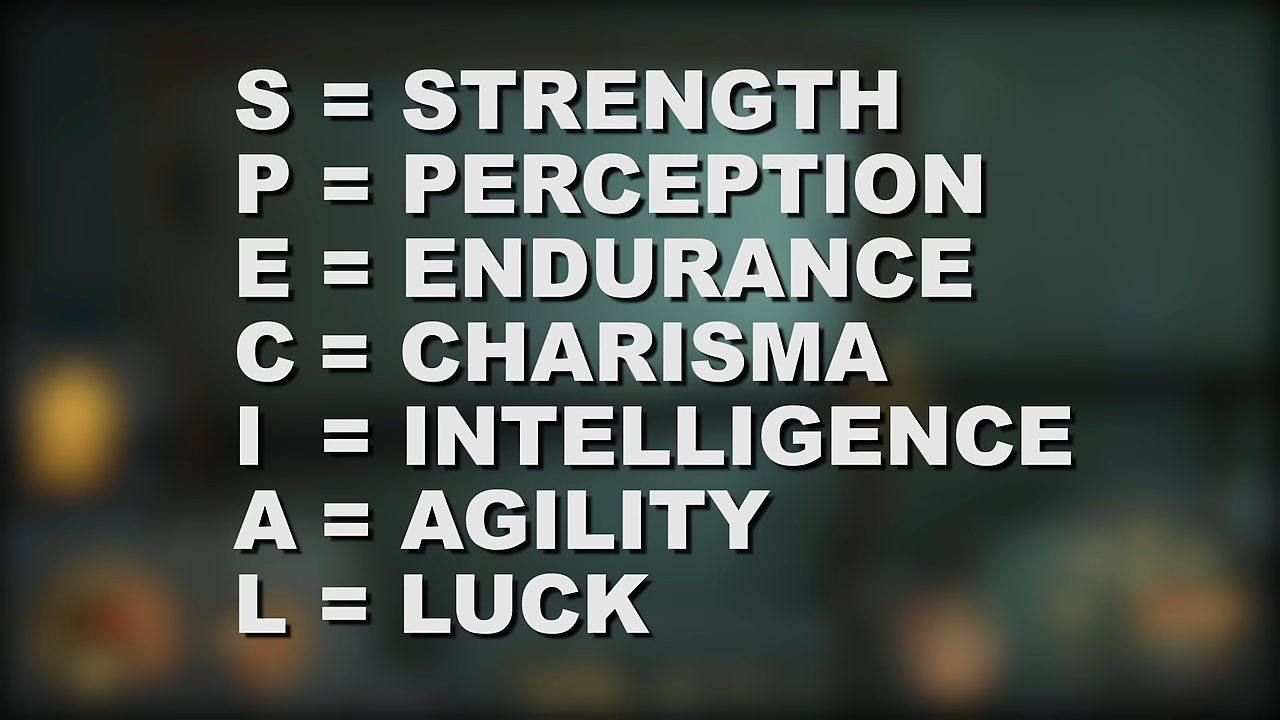 S = STRENGTH
P = PERCEPTION
E = ENDURANCE
C = CHARISMA
I = INTELLIGENCE
A = AGILITY
L = LUCK